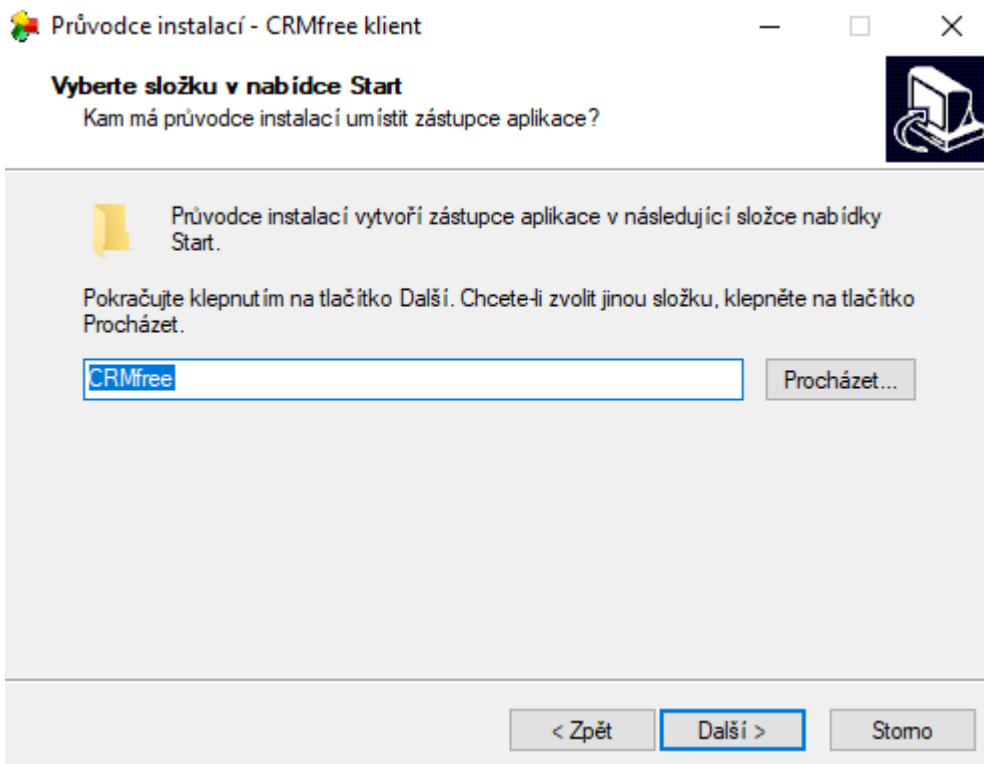 Průvodce instalací - CRMfree klient
Vyberte složku v nabídce Start
Kam má průvodce instalací umístit zástupce aplikace?
Průvodce instalací vytvoří zástupce aplikace v následující složce nabídky
Start.
Pokračujte klepnutím na tlačítko Další. Chcete-li zvolit jinou složku, klepněte na tlačítko
Procházet.
CRMfree
Procházet...
< Zpět
Další >
Storno